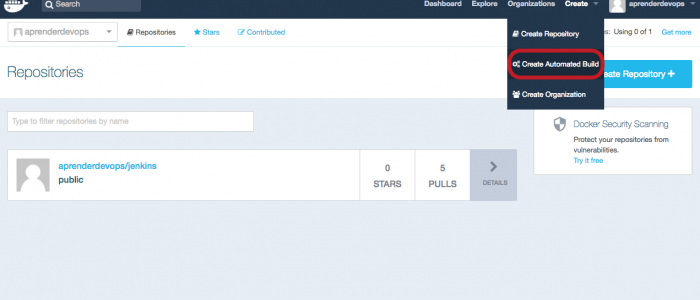 Search
Dashboard Explore Organizations Create aprenderdevops
aprenderdevops Repositories Stars Contributed
Using 0 of 1 Get more
Create Repository
Create Automated Build
Create Organization
Repositories
Repository +
Type to filter repositories by name
Docker Security Scanning
Protect your repositories from
vulnerabilities.
Try it free
aprenderdevops/jenkins
public
0
STARS
5
PULLS
DETAILS